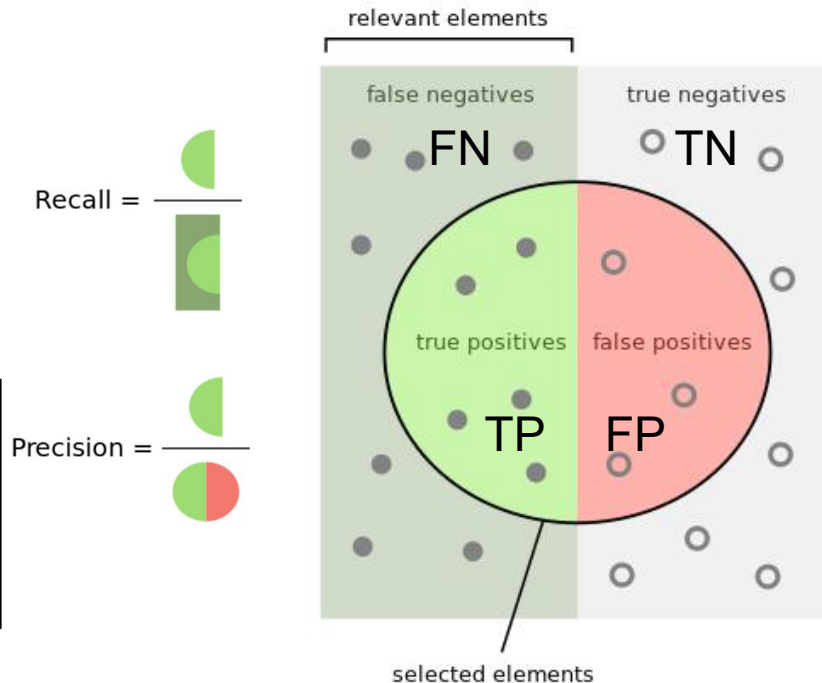 relevant elements
false negatives
true negatives
FN
TN
Recall =
true positives
false positives
TP
FP
Precision =
selected elements